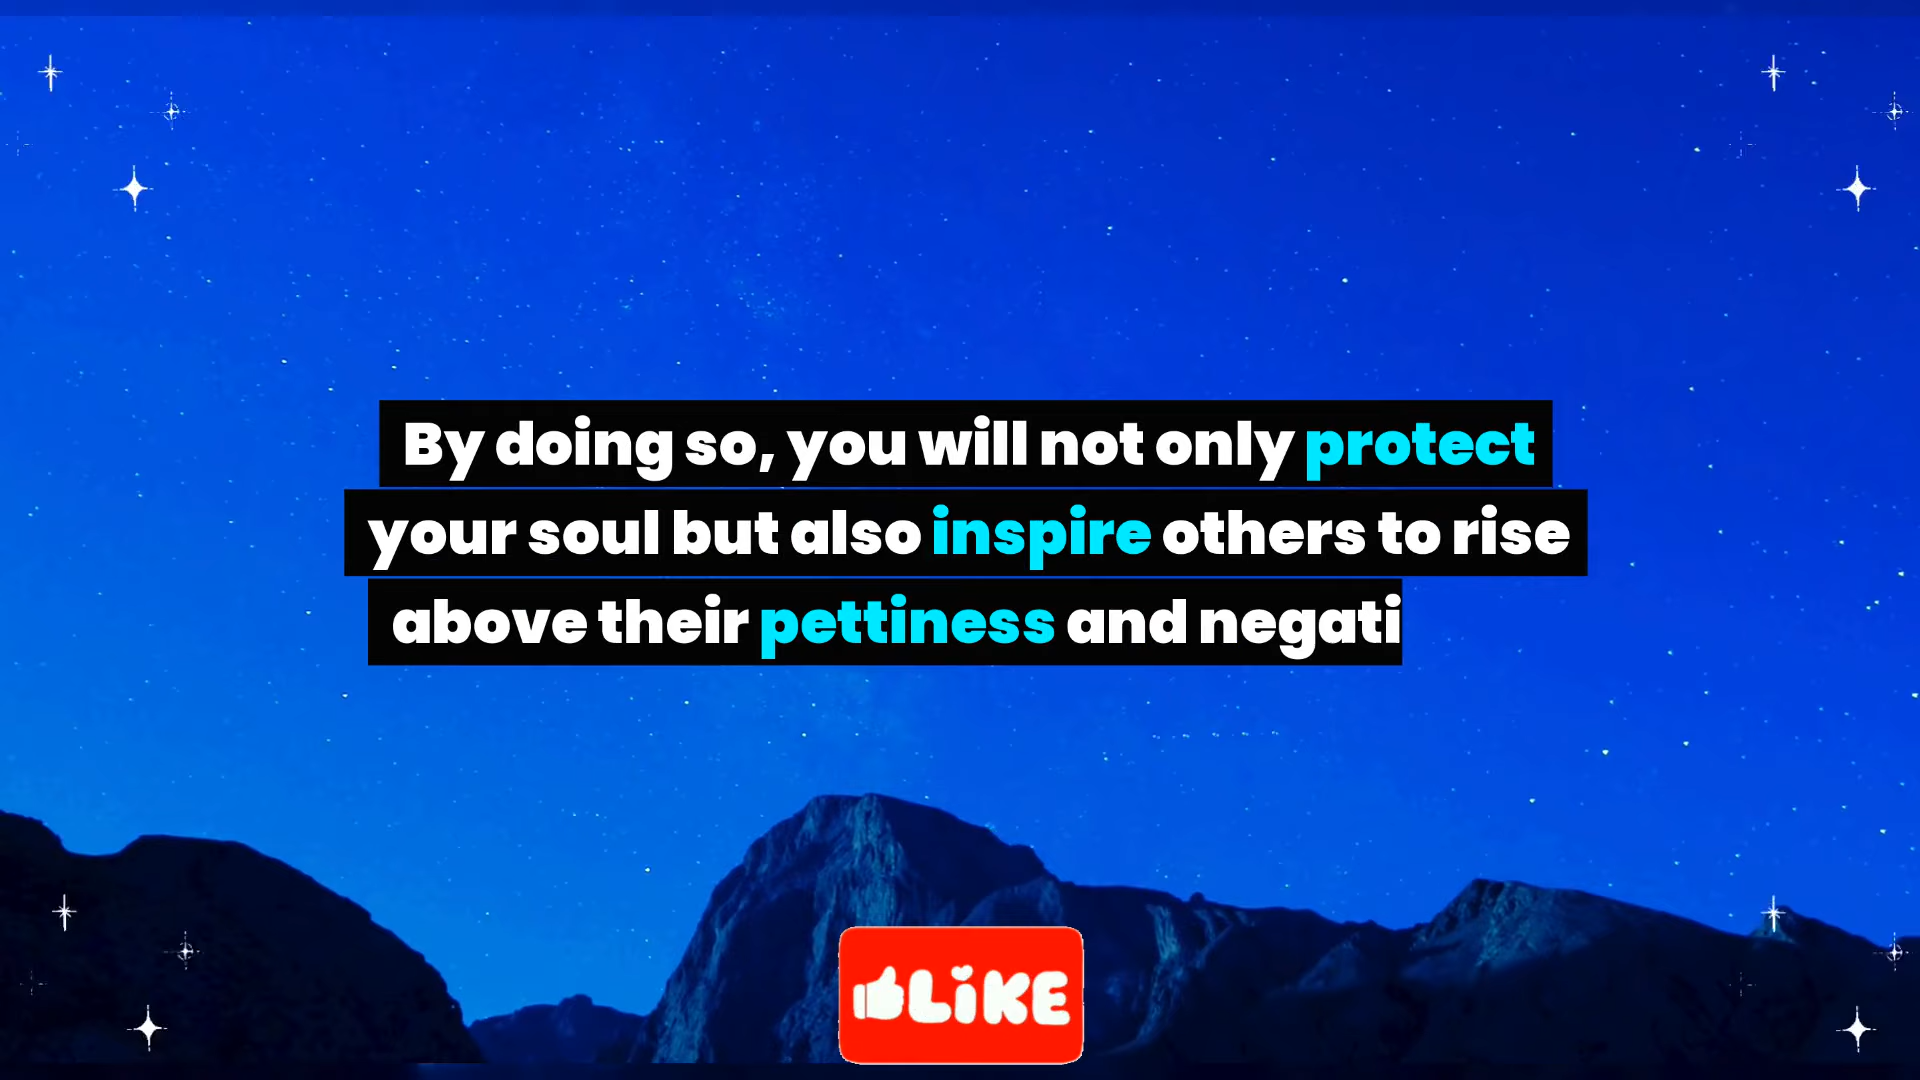 By doing so, you will not only protect
your soul but also inspire others to rise
above their pettiness and negati
LiKE